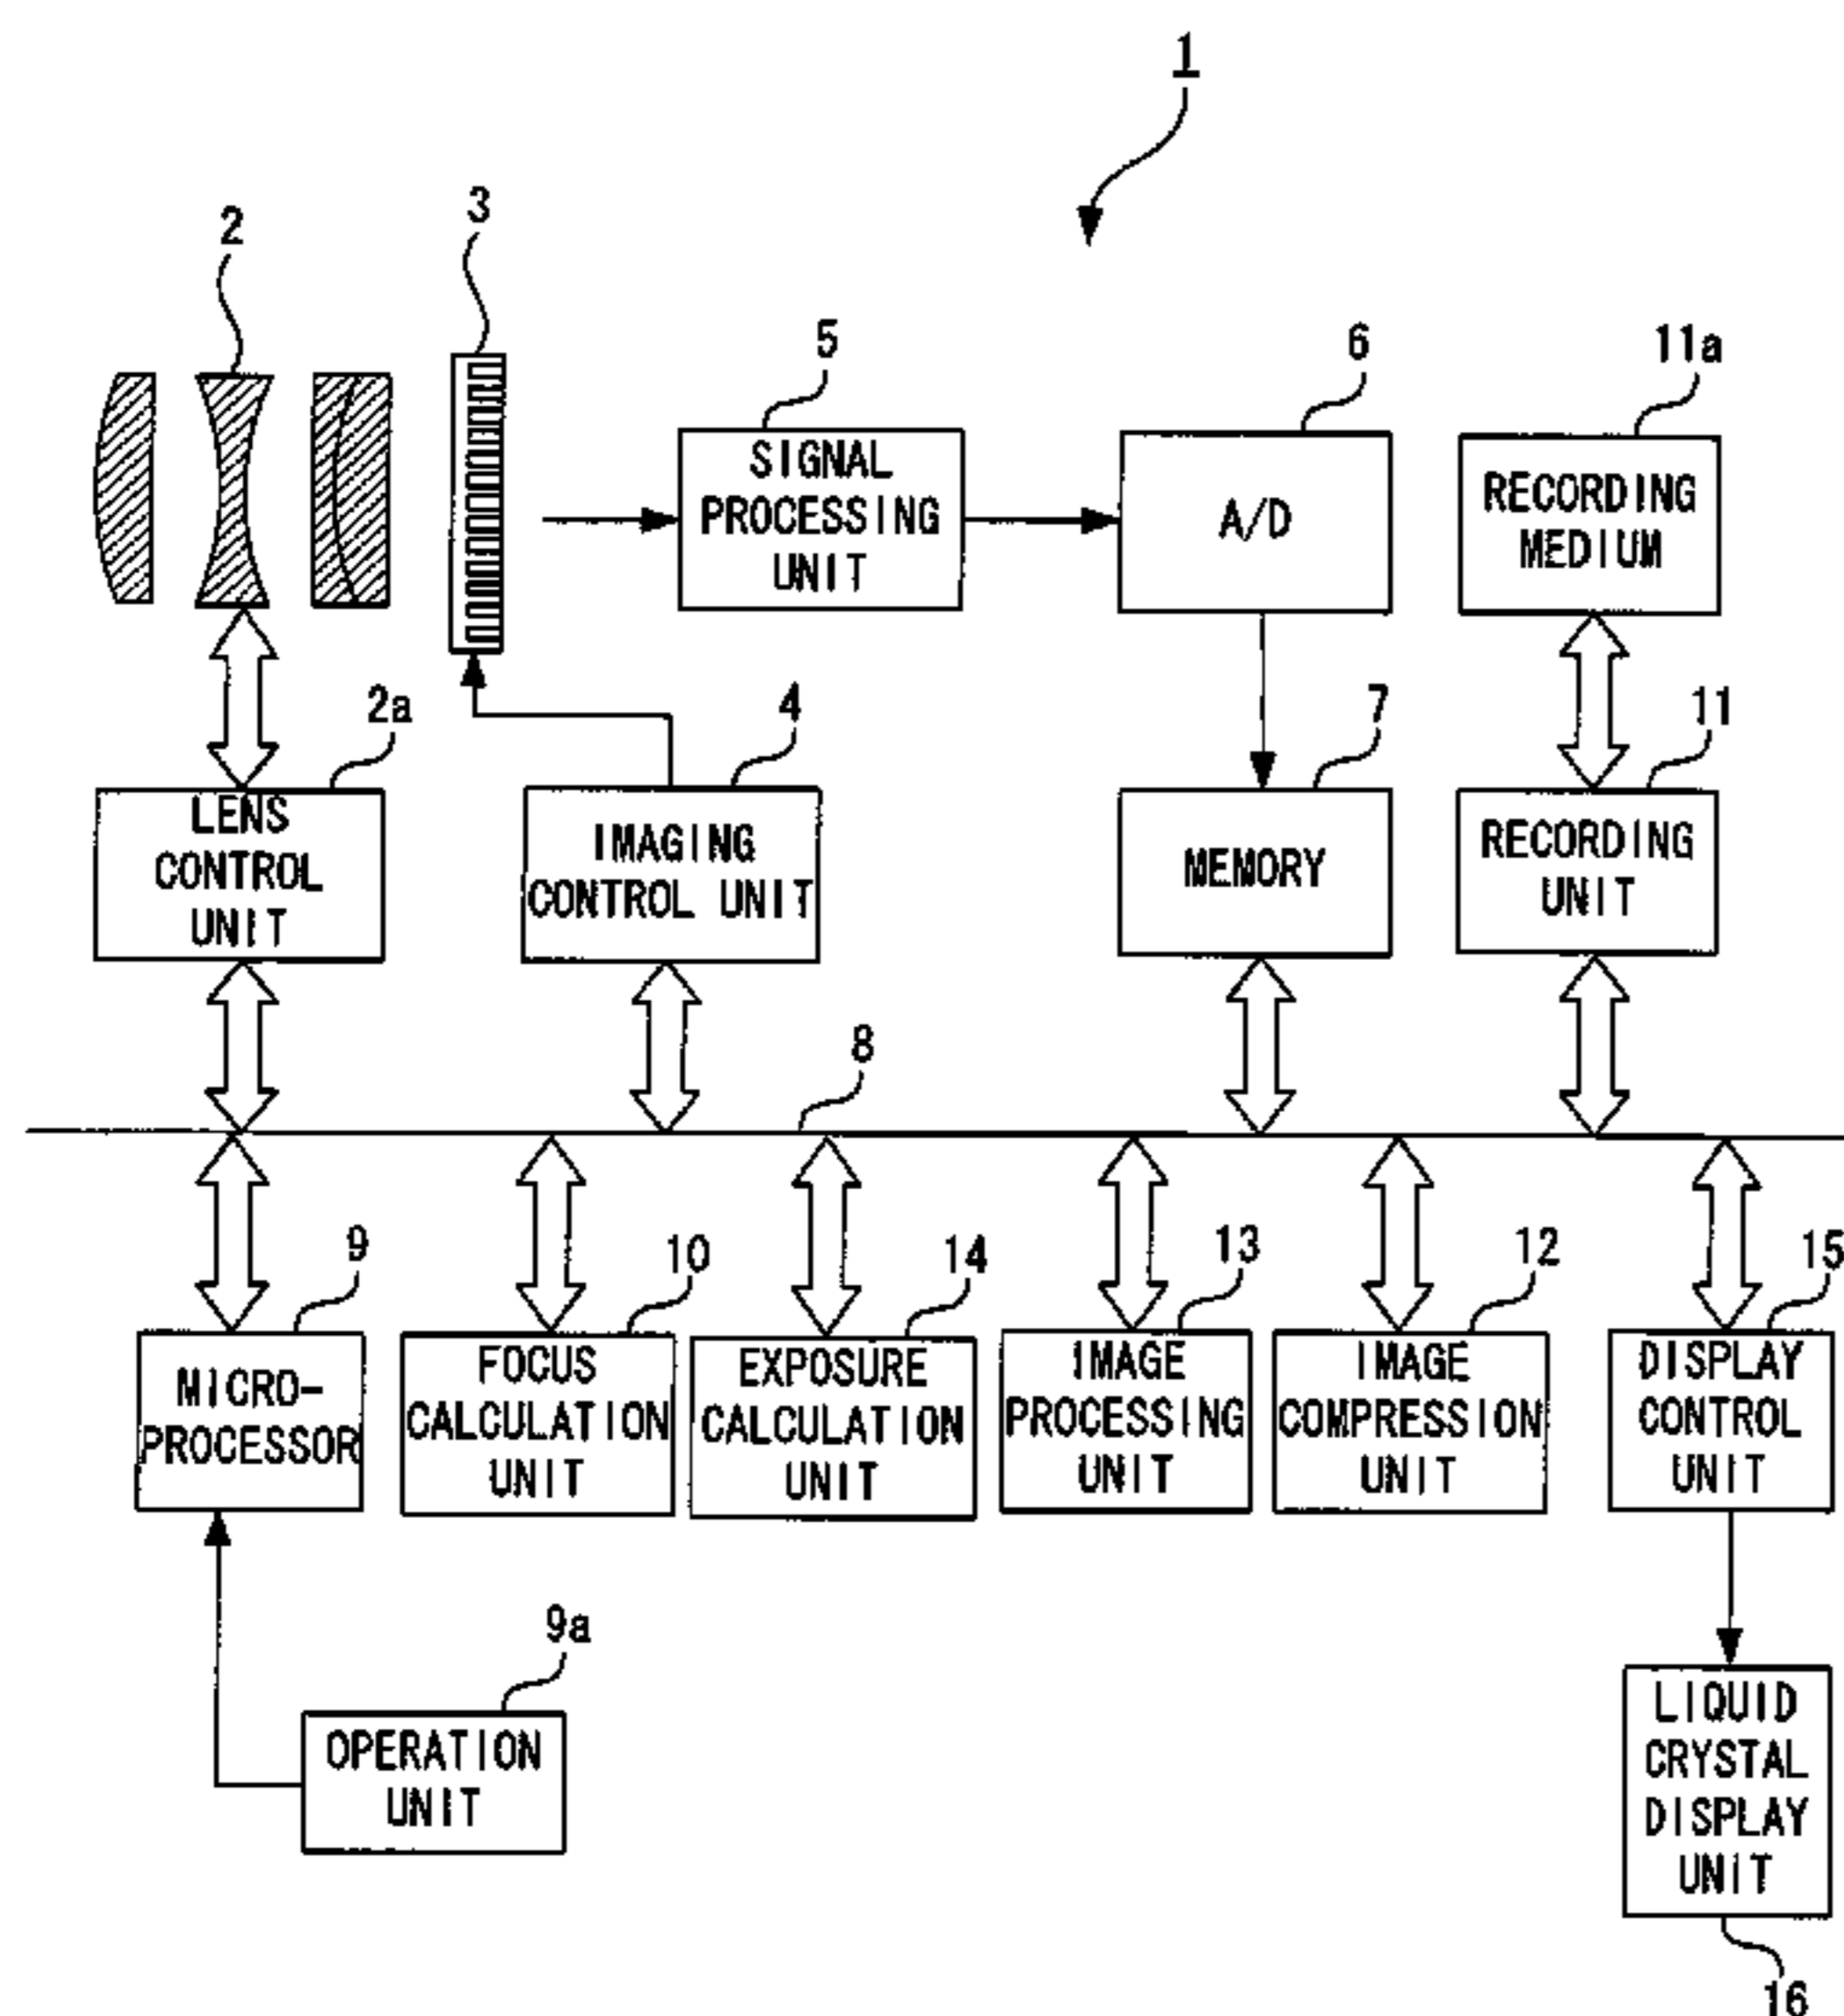 1
2
3
5
6
11a
SIGNAL
PROCESSING
UNIT
A/D
RECORDING
MEDIUM
2a
4
7
11
LENS
CONTROL
UNIT
IMAGING
CONTROL UNIT
MEMORY
RECORDING
UNIT
8
9
10
14
13
12
15
MICRO-
PROCESSOR
FOCUS
CALCULATION
UNIT
EXPOSURE
CALCULATION
UNIT
IMAGE
PROCESSING
UNIT
IMAGE
COMPRESSION
UNIT
DISPLAY
CONTROL
UNIT
9a
OPERATION
UNIT
LIQUID
CRYSTAL
DISPLAY
UNIT
16